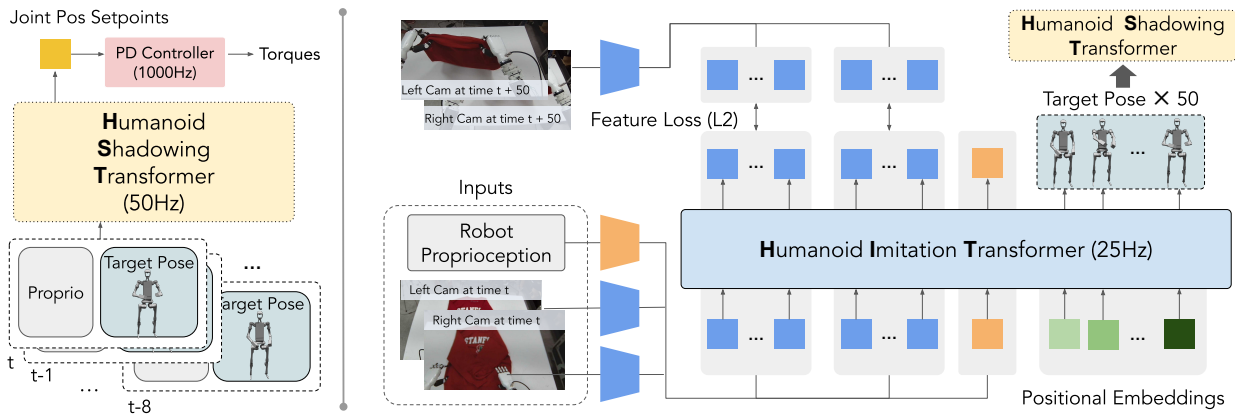 Joint Pos Setpoints
PD Controller
(1000Hz)
Torques
Humanoid
Shadowing
Transformer
(50Hz)
Proprio
Target Pose
...
arget Pose
t
t-1
...
t-8
Left Cam at time t + 50
Right Cam at time t + 50
Feature Loss (L2)
...
...
Humanoid Shadowing
Transformer
Target Pose × 50
...
...
...
Inputs
Robot
Proprioception
Left Cam at time t
Right Cam at time t
STANF
Humanoid Imitation Transformer (25Hz)
...
...
...
Positional Embeddings